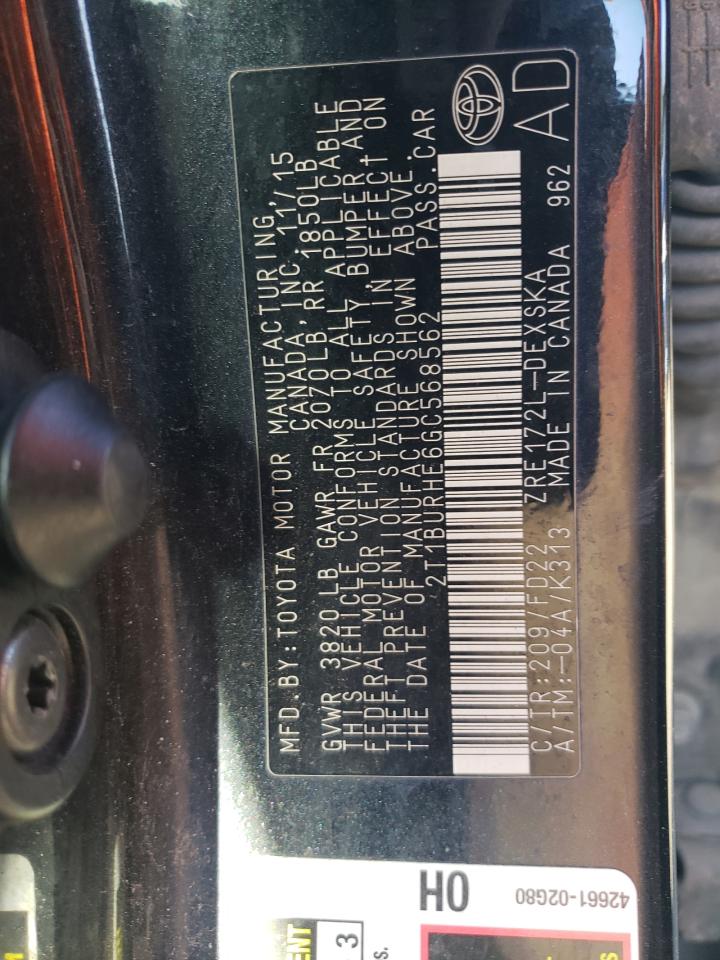 MFD. BY: TOYOTA MOTOR MANUFACTURING,
CANADA, INC. 11/15
GVWR 3820 LB GAWR FR 2070LB, RR 1850LB
THIS VEHICLE CONFORMS TO ALL APPLICABLE
FEDERAL MOTOR VEHICLE SAFETY, BUMPER, AND
THEFT PREVENTION STANDARDS IN EFFECT ON
THE DATE OF MANUFACTURE SHOWN ABOVE.
2T1BURHE6GC568562 PASS. CAR
C/TR:209/FD22 ZRE172L-DEXSKA
A/TM:-04A/K313 MADE IN CANADA 962
AD
0H
42661-02G80
3